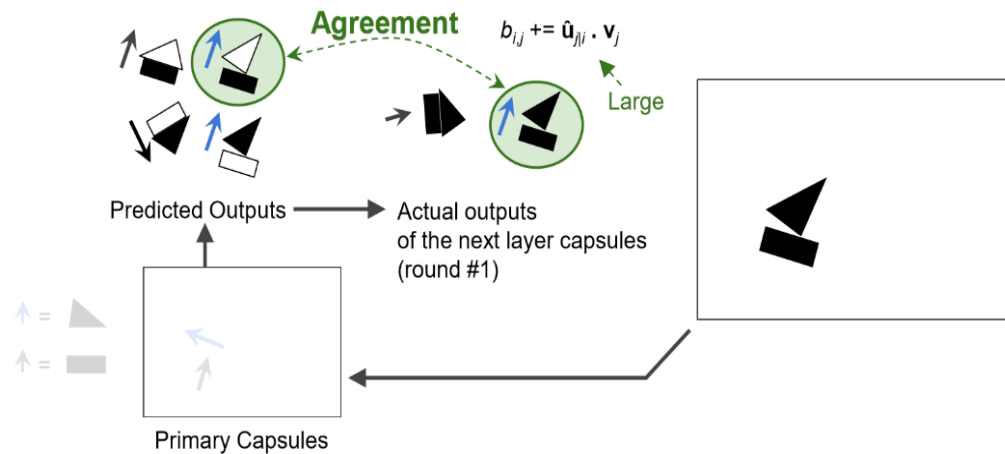 Agreement
b_{i,j} += û_{j|i} . v_j
Large
Predicted Outputs
Actual outputs
of the next layer capsules
(round #1)
=
=
Primary Capsules